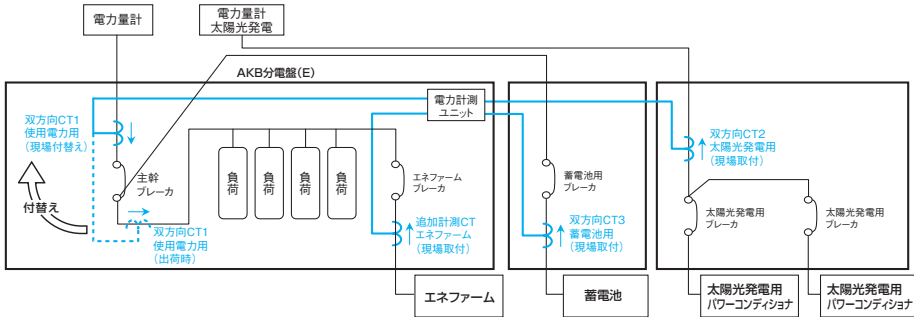 電力量計
電力量計
太陽光発電
AKB分電盤(E)
電力計測
ユニット
双方向CT1
使用電力用
(現場付替え)
付替え
主幹
ブレーカ
双方向CT1
使用電力用
(出荷時)
負荷
負荷
負荷
負荷
エネファーム
ブレーカ
追加計測CT
エネファーム
(現場取付)
エネファーム
蓄電池用
ブレーカ
双方向CT3
蓄電池用
(現場取付)
蓄電池
双方向CT2
太陽光発電用
(現場取付)
太陽光発電用
ブレーカ
太陽光発電用
ブレーカ
太陽光発電用
パワーコンディショナ
太陽光発電用
パワーコンディショナ